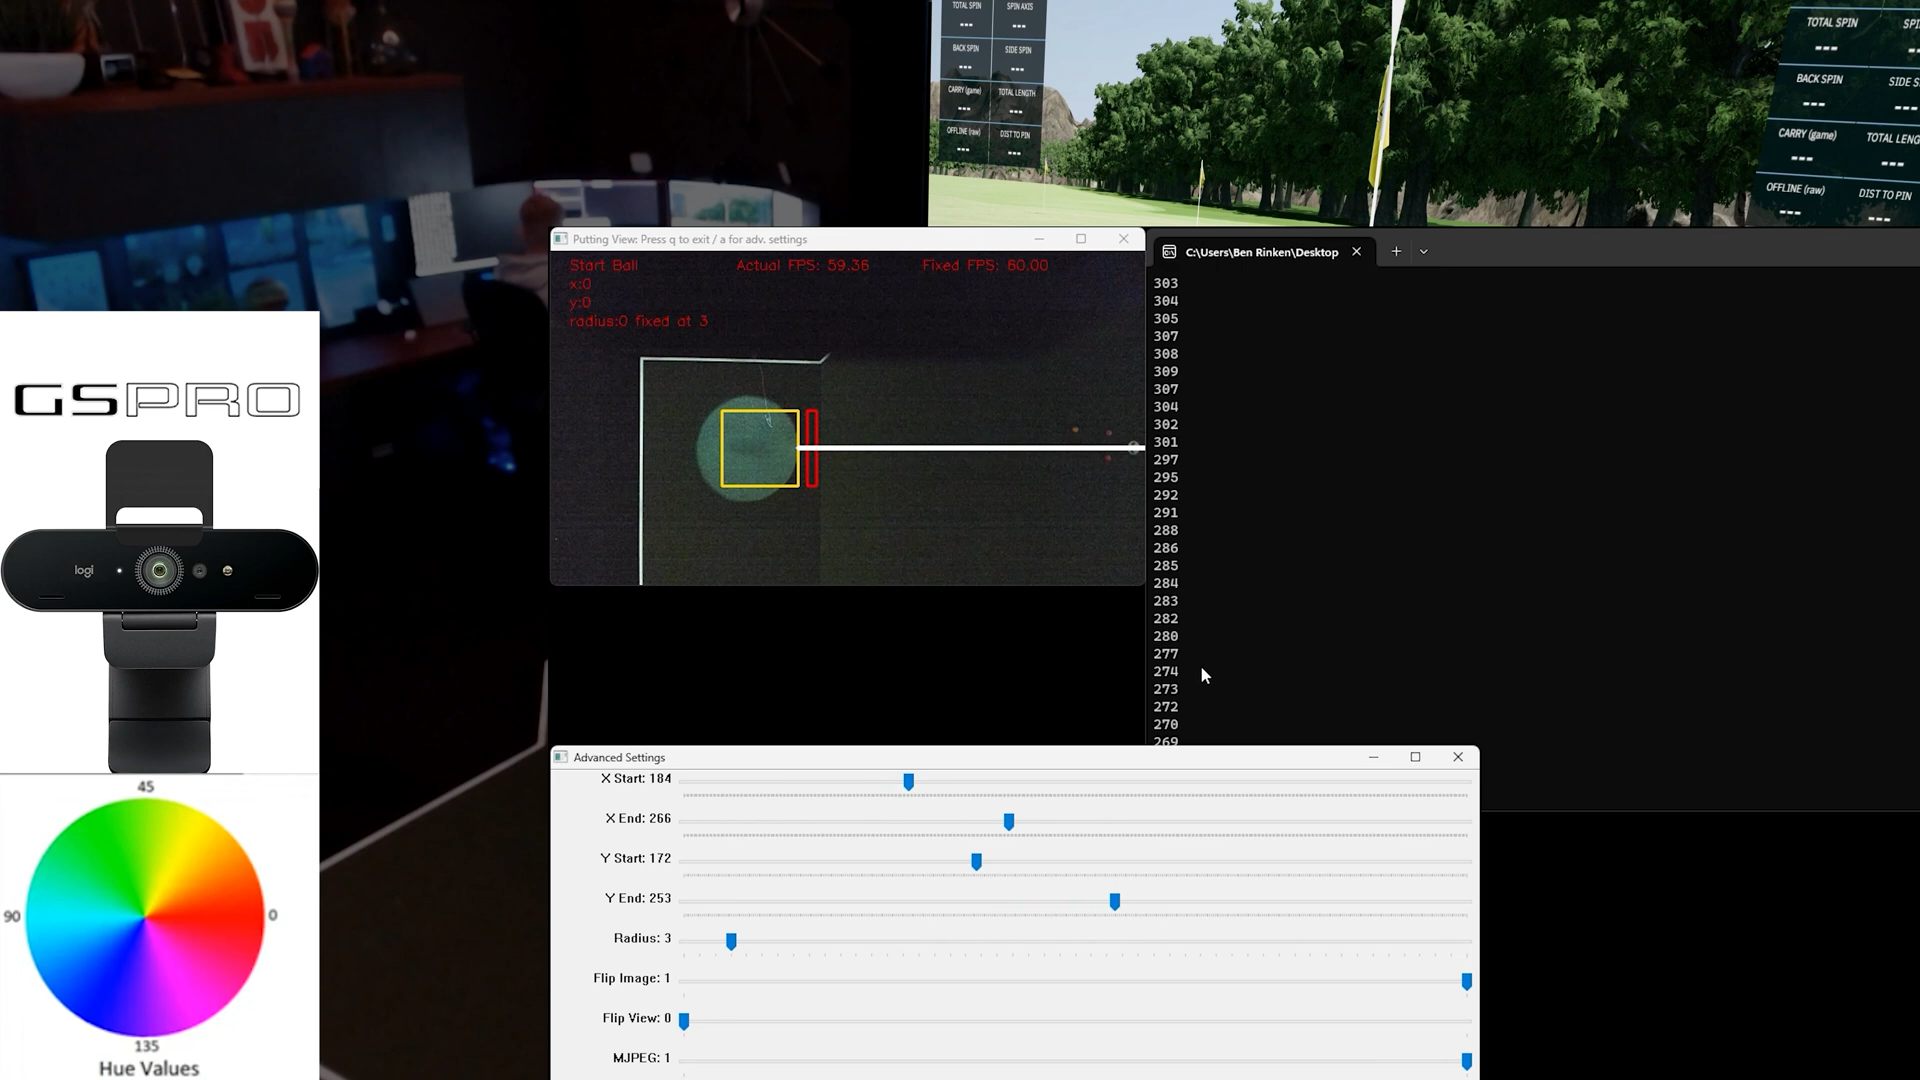 TOTAL SPIN SPIN AXIS
--- ---
BACK SPIN SIDE SPIN
--- ---
CARRY (game) TOTAL LENGTH
--- ---
OFFLINE (raw) DIST TO PIN
--- ---
TOTAL SPIN SPI
---
BACK SPIN SIDE S
--- ---
CARRY (game) TOTAL LENG
--- ---
OFFLINE (raw) DIST TO PIN
--- ---
Putting View: Press q to exit / a for adv. settings
Start Ball Actual FPS: 59.36 Fixed FPS: 60.00
x:0
y:0
radius:0 fixed at 3
C:\Users\Ben Rinken\Desktop
303
304
305
307
308
309
307
304
302
301
297
295
292
291
288
286
285
284
283
282
280
277
274
273
272
270
269
GSPRO
logi
45
90
0
135
Hue Values
Advanced Settings
X Start: 184
X End: 266
Y Start: 172
Y End: 253
Radius: 3
Flip Image: 1
Flip View: 0
MJPEG: 1